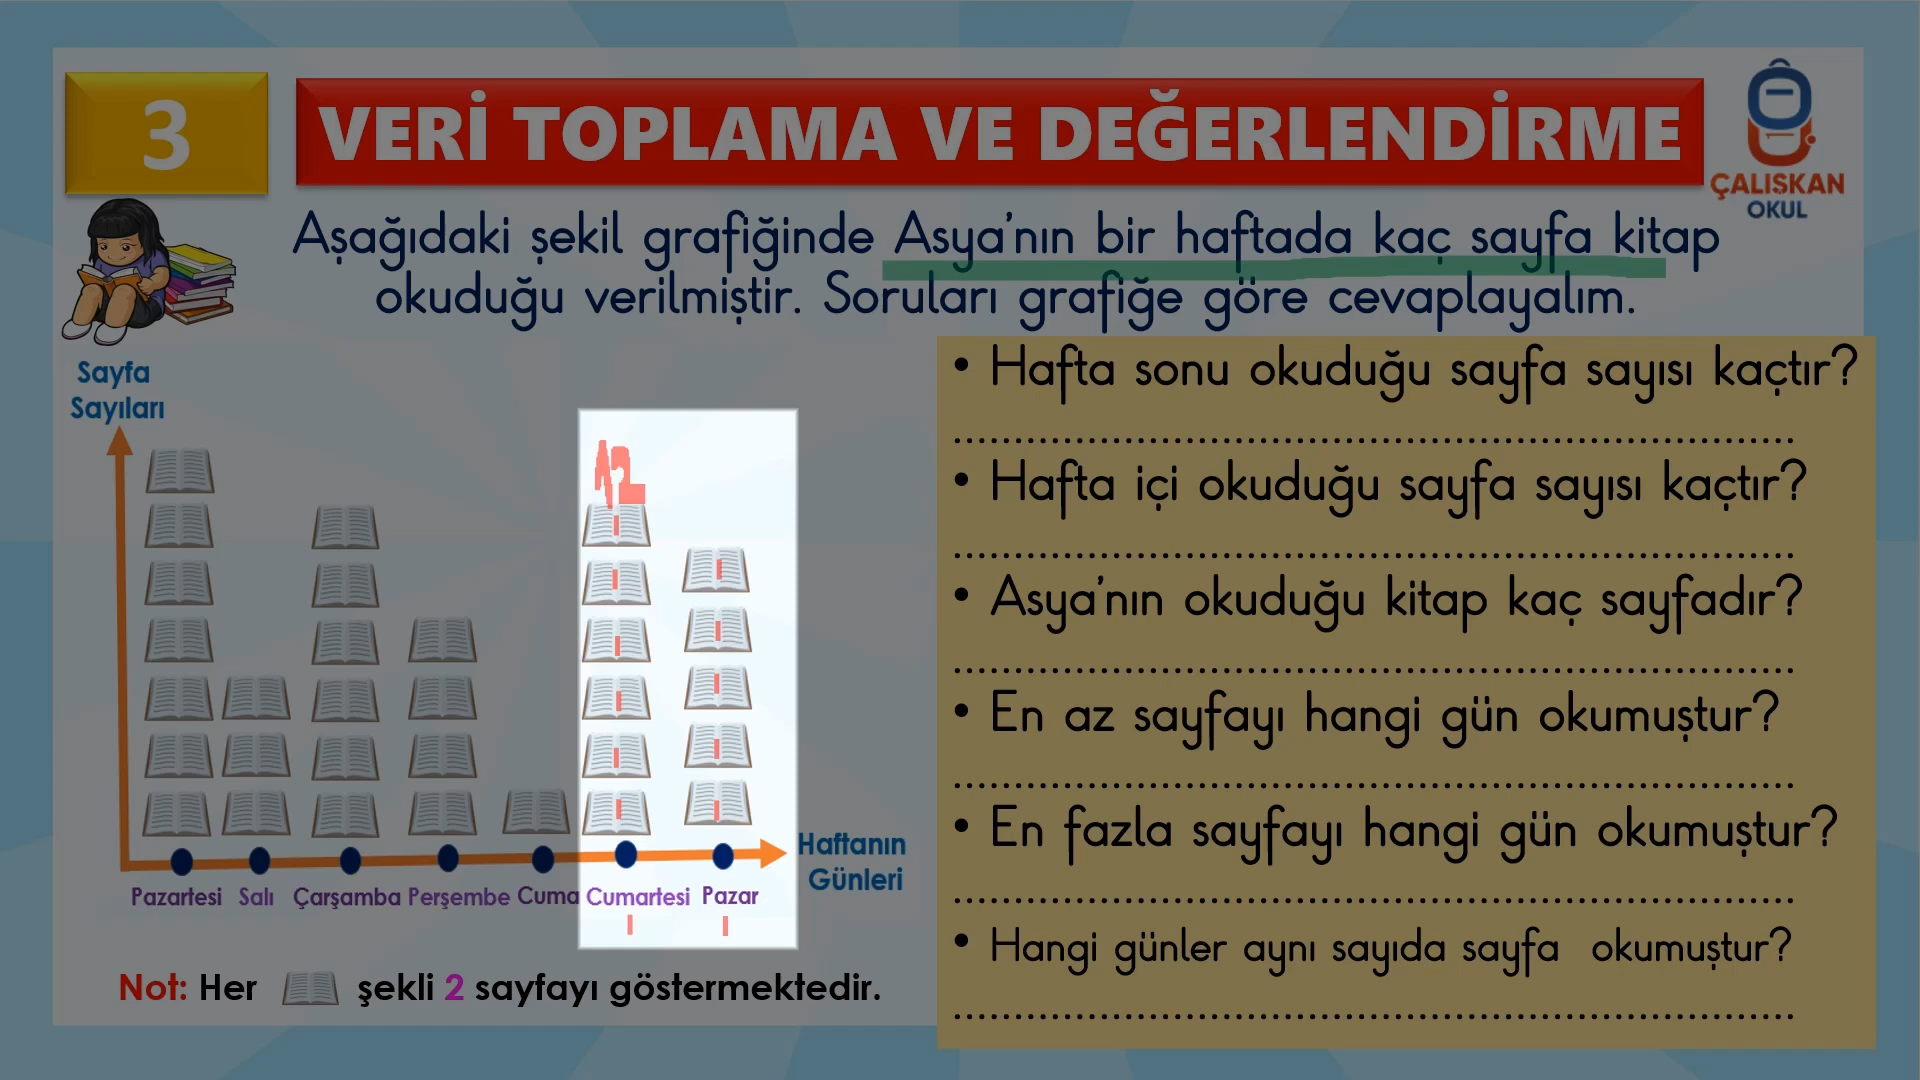 3
VERİ TOPLAMA VE DEĞERLENDİRME
ÇALIŞKAN
OKUL
Aşağıdaki şekil grafiğinde Asya'nın bir haftada kaç sayfa kitap
okuduğu verilmiştir. Soruları grafiğe göre cevaplayalım.
Sayfa
Sayıları
12
Haftanın
Günleri
Pazartesi Salı Çarşamba Perşembe Cuma Cumartesi Pazar
Not: Her şekli 2 sayfayı göstermektedir.
• Hafta sonu okuduğu sayfa sayısı kaçtır?
......................................................................
• Hafta içi okuduğu sayfa sayısı kaçtır?
......................................................................
• Asya'nın okuduğu kitap kaç sayfadır?
......................................................................
• En az sayfayı hangi gün okumuştur?
......................................................................
• En fazla sayfayı hangi gün okumuştur?
......................................................................
• Hangi günler aynı sayıda sayfa okumuştur?
......................................................................